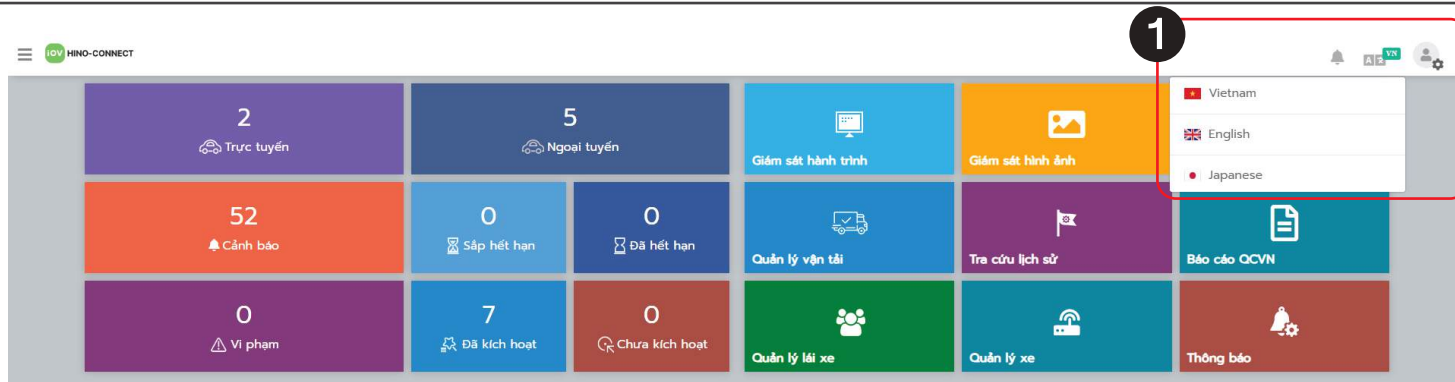 1
iov HINO-CONNECT
VN
Vietnam
English
Japanese
2
Trực tuyến
5
Ngoại tuyến
Giám sát hành trình
Giám sát hình ảnh
52
Cảnh báo
0
Sắp hết hạn
0
Đã hết hạn
Quản lý vận tải
Tra cứu lịch sử
Báo cáo QCVN
0
Vi phạm
7
Đã kích hoạt
0
Chưa kích hoạt
Quản lý lái xe
Quản lý xe
Thông báo